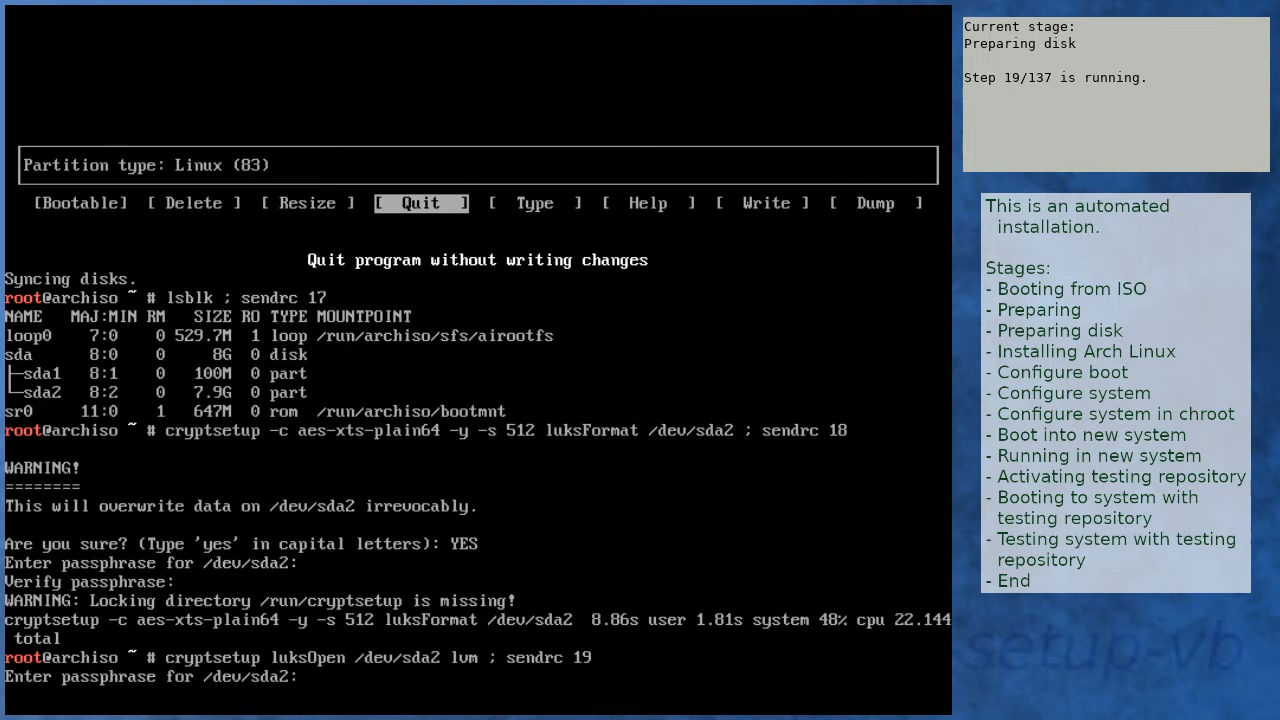 Partition type: Linux (83)
[Bootable] [ Delete ] [ Resize ] [ Quit ] [ Type ] [ Help ] [ Write ] [ Dump ]
Quit program without writing changes
Syncing disks.
root@archiso ~ # lsblk ; sendrc 17
NAME MAJ:MIN RM SIZE RO TYPE MOUNTPOINT
loop0 7:0 0 529.7M 1 loop /run/archiso/sfs/airootfs
sda 8:0 0 8G 0 disk
├─sda1 8:1 0 100M 0 part
└─sda2 8:2 0 7.9G 0 part
sr0 11:0 1 647M 0 rom /run/archiso/bootmnt
root@archiso ~ # cryptsetup -c aes-xts-plain64 -y -s 512 luksFormat /dev/sda2 ; sendrc 18
WARNING!
========
This will overwrite data on /dev/sda2 irrevocably.
Are you sure? (Type 'yes' in capital letters): YES
Enter passphrase for /dev/sda2:
Verify passphrase:
WARNING: Locking directory /run/cryptsetup is missing!
cryptsetup -c aes-xts-plain64 -y -s 512 luksFormat /dev/sda2 8.86s user 1.81s system 48% cpu 22.144
total
root@archiso ~ # cryptsetup luksOpen /dev/sda2 lvm ; sendrc 19
Enter passphrase for /dev/sda2:
Current stage:
Preparing disk
Step 19/137 is running.
This is an automated
installation.
Stages:
- Booting from ISO
- Preparing
- Preparing disk
- Installing Arch Linux
- Configure boot
- Configure system
- Configure system in chroot
- Boot into new system
- Running in new system
- Activating testing repository
- Booting to system with
testing repository
- Testing system with testing
repository
- End
setup-vb